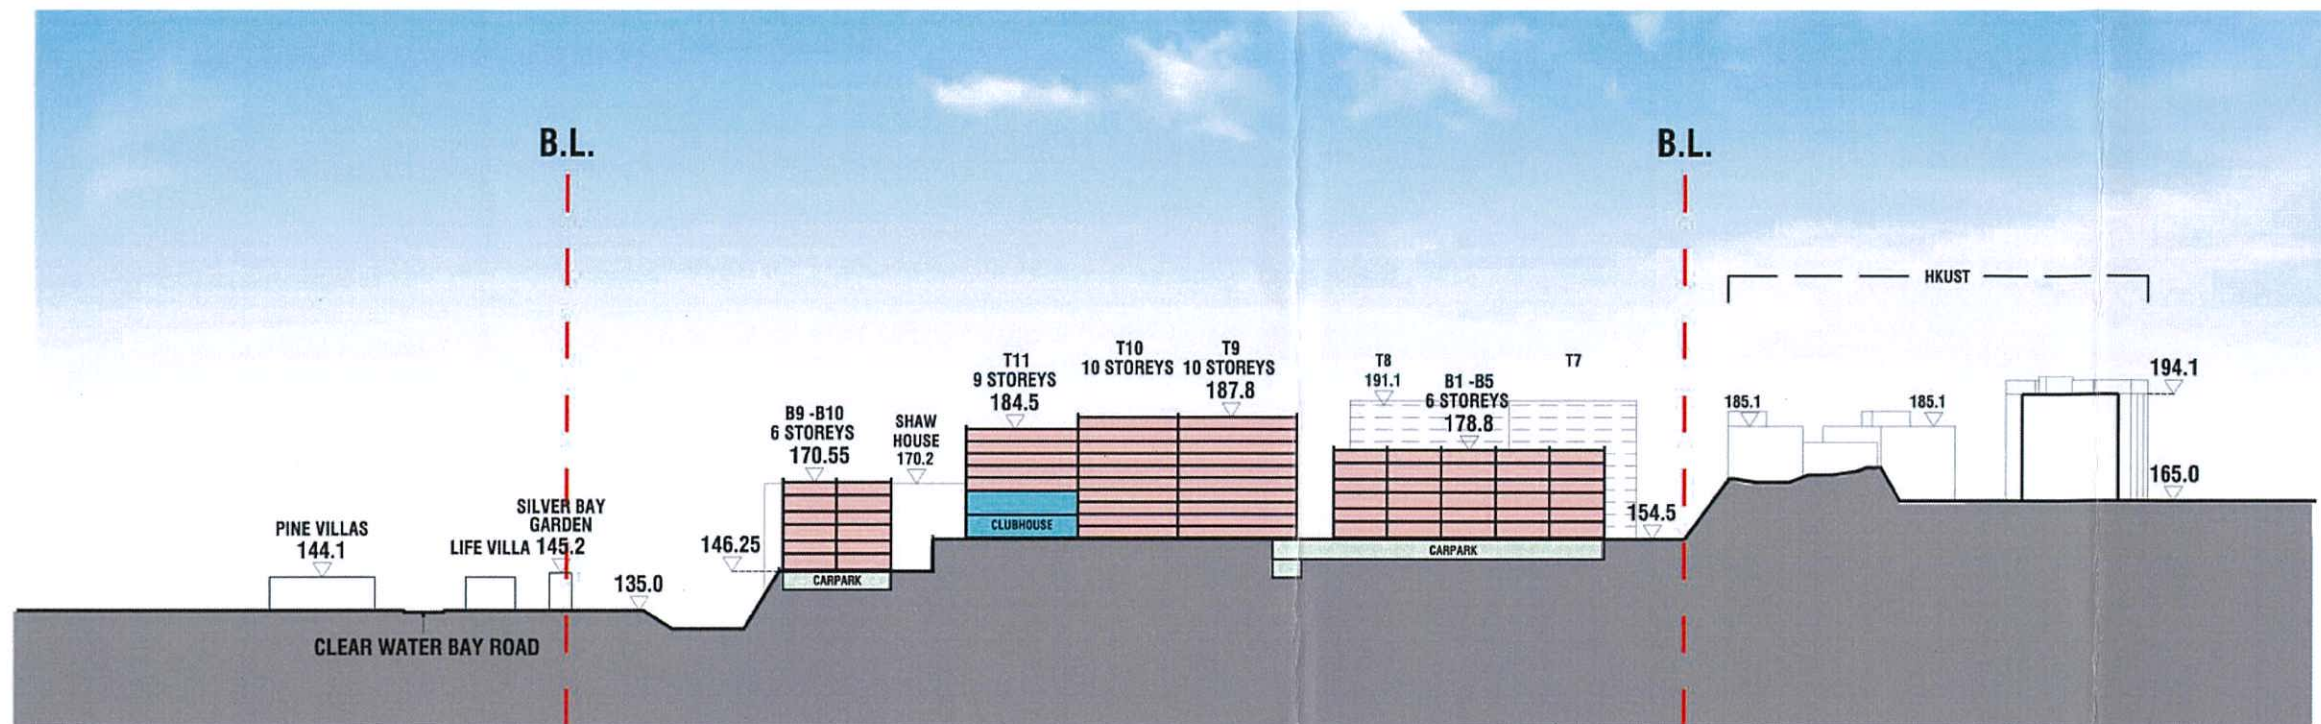 B.L.
B.L.
HKUST
PINE VILLAS
144.1
LIFE VILLA
SILVER BAY
GARDEN
145.2
135.0
CLEAR WATER BAY ROAD
146.25
B9 -B10
6 STOREYS
170.55
CARPARK
SHAW
HOUSE
170.2
T11
9 STOREYS
184.5
CLUBHOUSE
T10
10 STOREYS
T9
10 STOREYS
187.8
T8
191.1
B1 -B5
6 STOREYS
178.8
CARPARK
T7
154.5
185.1
185.1
194.1
165.0